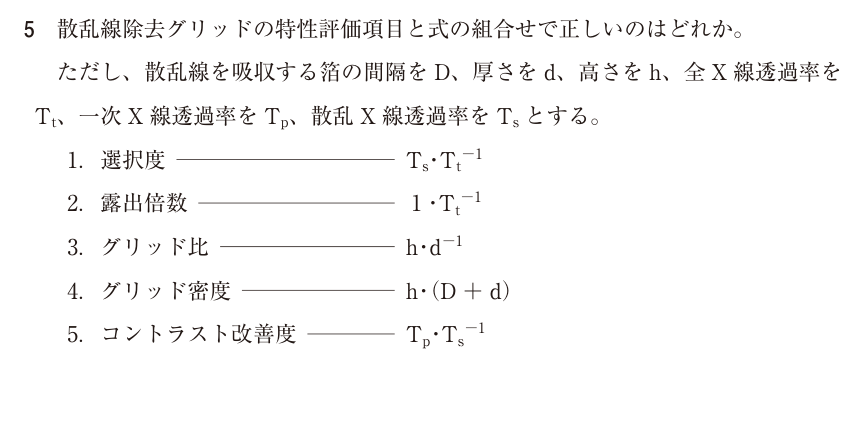 5 散乱線除去グリッドの特性評価項目と式の組合せで正しいのはどれか。
ただし、散乱線を吸収する箔の間隔を D、厚さを d、高さを h、全 X 線透過率を
Tt、一次 X 線透過率を Tp、散乱 X 線透過率を Ts とする。
1. 選択度 ―――― Ts・Tt⁻¹
2. 露出倍数 ―――― 1・Tt⁻¹
3. グリッド比 ―――― h・d⁻¹
4. グリッド密度 ―――― h・(D + d)
5. コントラスト改善度 ―――― Tp・Ts⁻¹